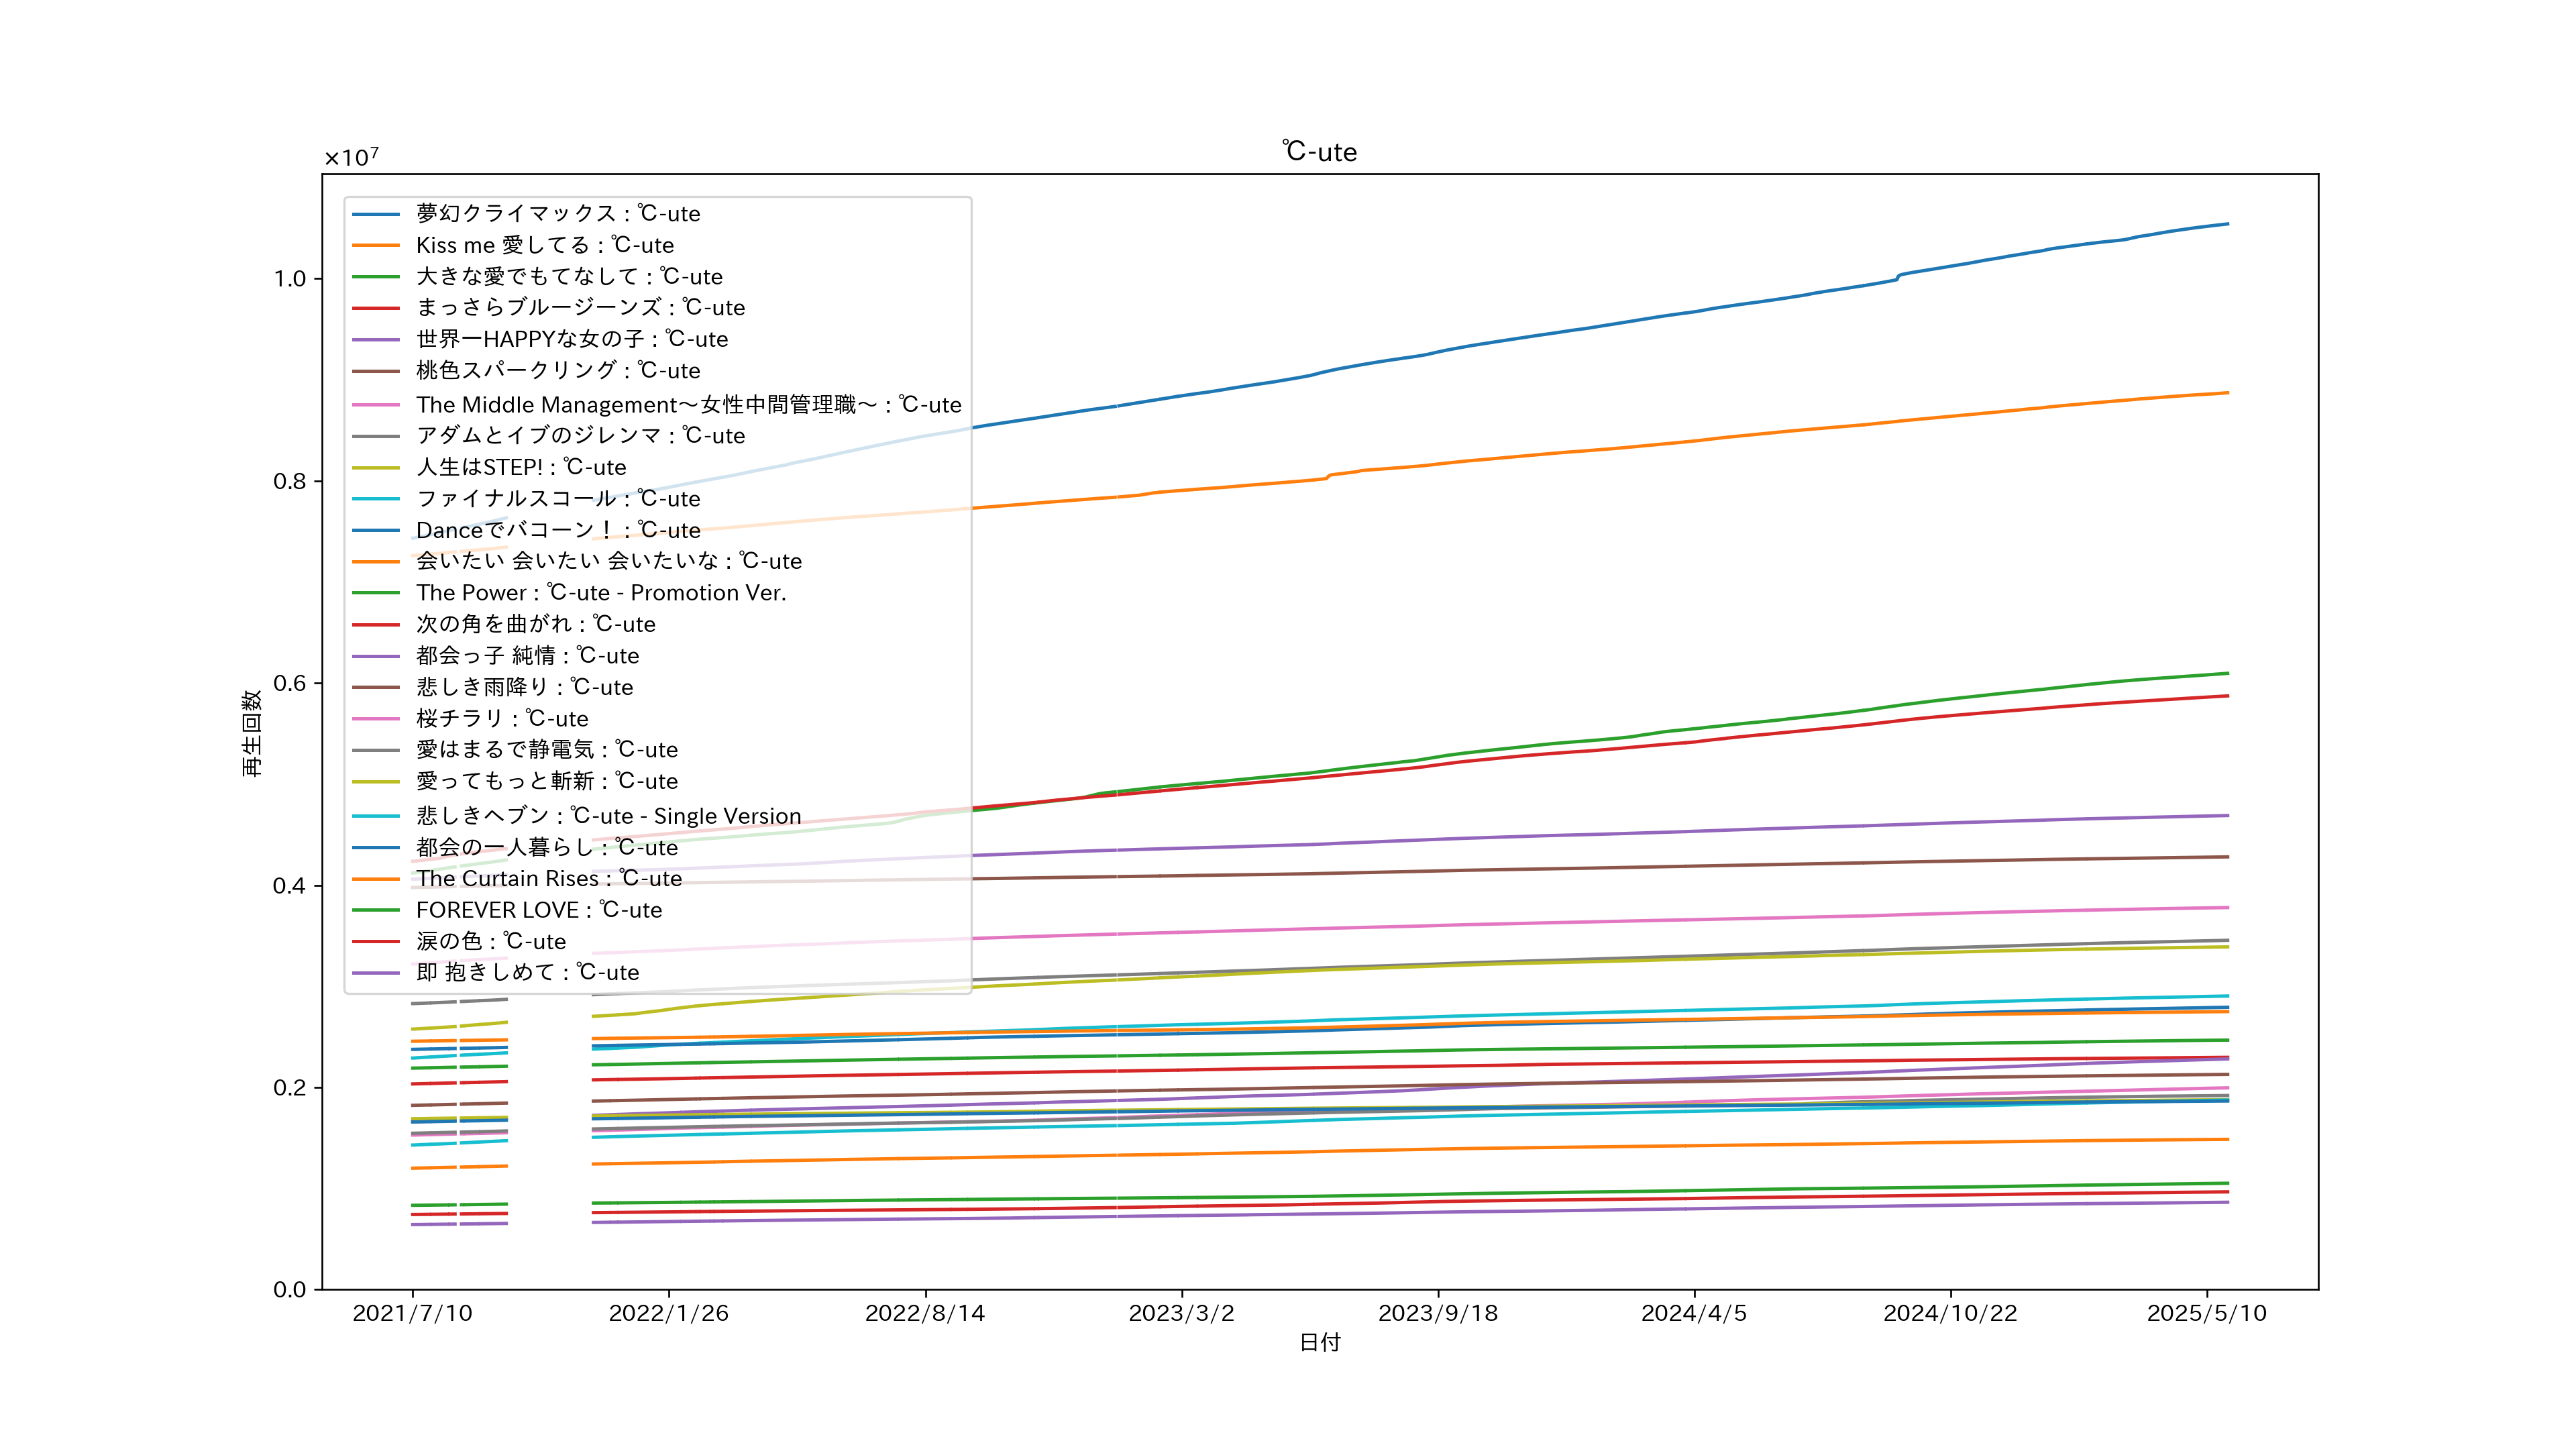 ℃-ute
×10⁷
夢幻クライマックス : ℃-ute
Kiss me 愛してる : ℃-ute
大きな愛でもてなして : ℃-ute
まっさらブルージーンズ : ℃-ute
世界一HAPPYな女の子 : ℃-ute
桃色スパークリング : ℃-ute
The Middle Management〜女性中間管理職〜 : ℃-ute
アダムとイブのジレンマ : ℃-ute
人生はSTEP! : ℃-ute
ファイナルスコール : ℃-ute
Danceでバコーン！ : ℃-ute
会いたい 会いたい 会いたいな : ℃-ute
The Power : ℃-ute - Promotion Ver.
次の角を曲がれ : ℃-ute
都会っ子 純情 : ℃-ute
悲しき雨降り : ℃-ute
桜チラリ : ℃-ute
愛はまるで静電気 : ℃-ute
愛ってもっと斬新 : ℃-ute
悲しきヘブン : ℃-ute - Single Version
都会の一人暮らし : ℃-ute
The Curtain Rises : ℃-ute
FOREVER LOVE : ℃-ute
涙の色 : ℃-ute
即 抱きしめて : ℃-ute
1.0
0.8
0.6
0.4
0.2
0.0
再生回数
2021/7/10
2022/1/26
2022/8/14
2023/3/2
2023/9/18
2024/4/5
2024/10/22
2025/5/10
日付